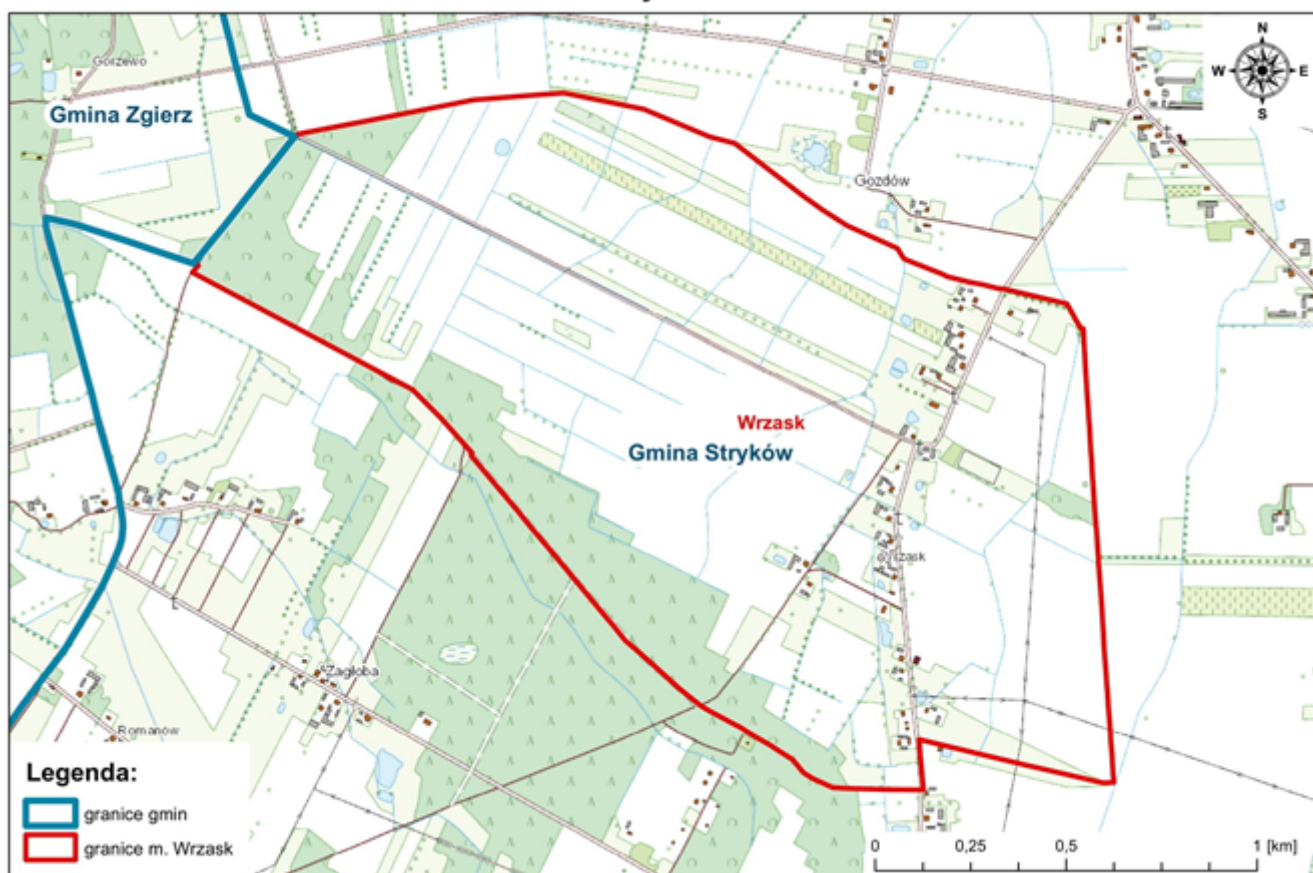 N
W E
S
Gorzewo
Gmina Zgierz
Gozdów
Wrzask
Gmina Stryków
Wrzask
Zagłoba
Romanów
Legenda:
granice gmin
granice m. Wrzask
0 0,25 0,5 1 [km]